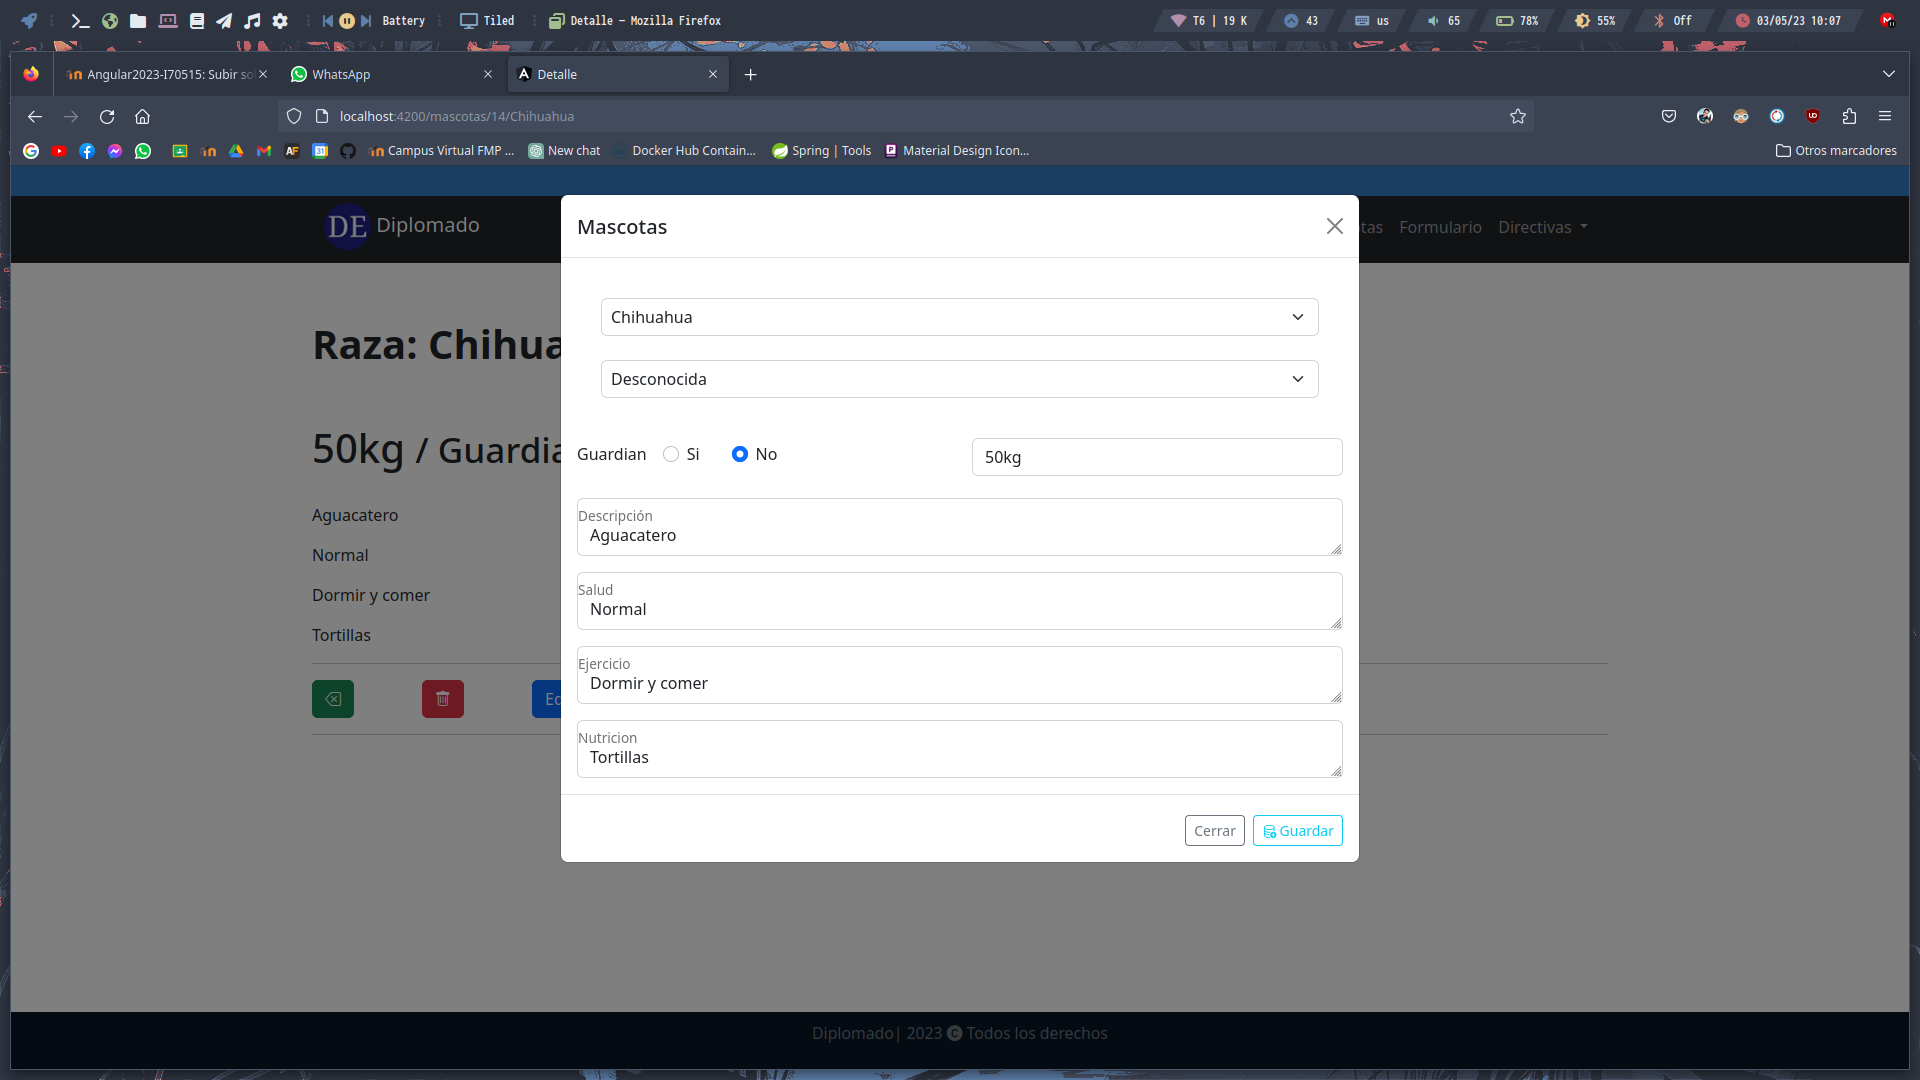 Battery Tiled Detalle — Mozilla Firefox T6 | 19 K 43 us 65 78% 55% Off 03/05/23 10:07
Angular2023-I70515: Subir so WhatsApp Detalle
localhost:4200/mascotas/14/Chihuahua
Campus Virtual FMP ... New chat Docker Hub Contain... Spring | Tools Material Design Icon... Otros marcadores
DE Diplomado
Formulario Directivas
Mascotas
Chihuahua
Desconocida
Raza: Chihua
50kg / Guardia
Guardian Si No 50kg
Aguacatero
Normal
Dormir y comer
Tortillas
Descripción
Aguacatero
Salud
Normal
Ejercicio
Dormir y comer
Nutricion
Tortillas
Cerrar Guardar
Diplomado| 2023 C Todos los derechos